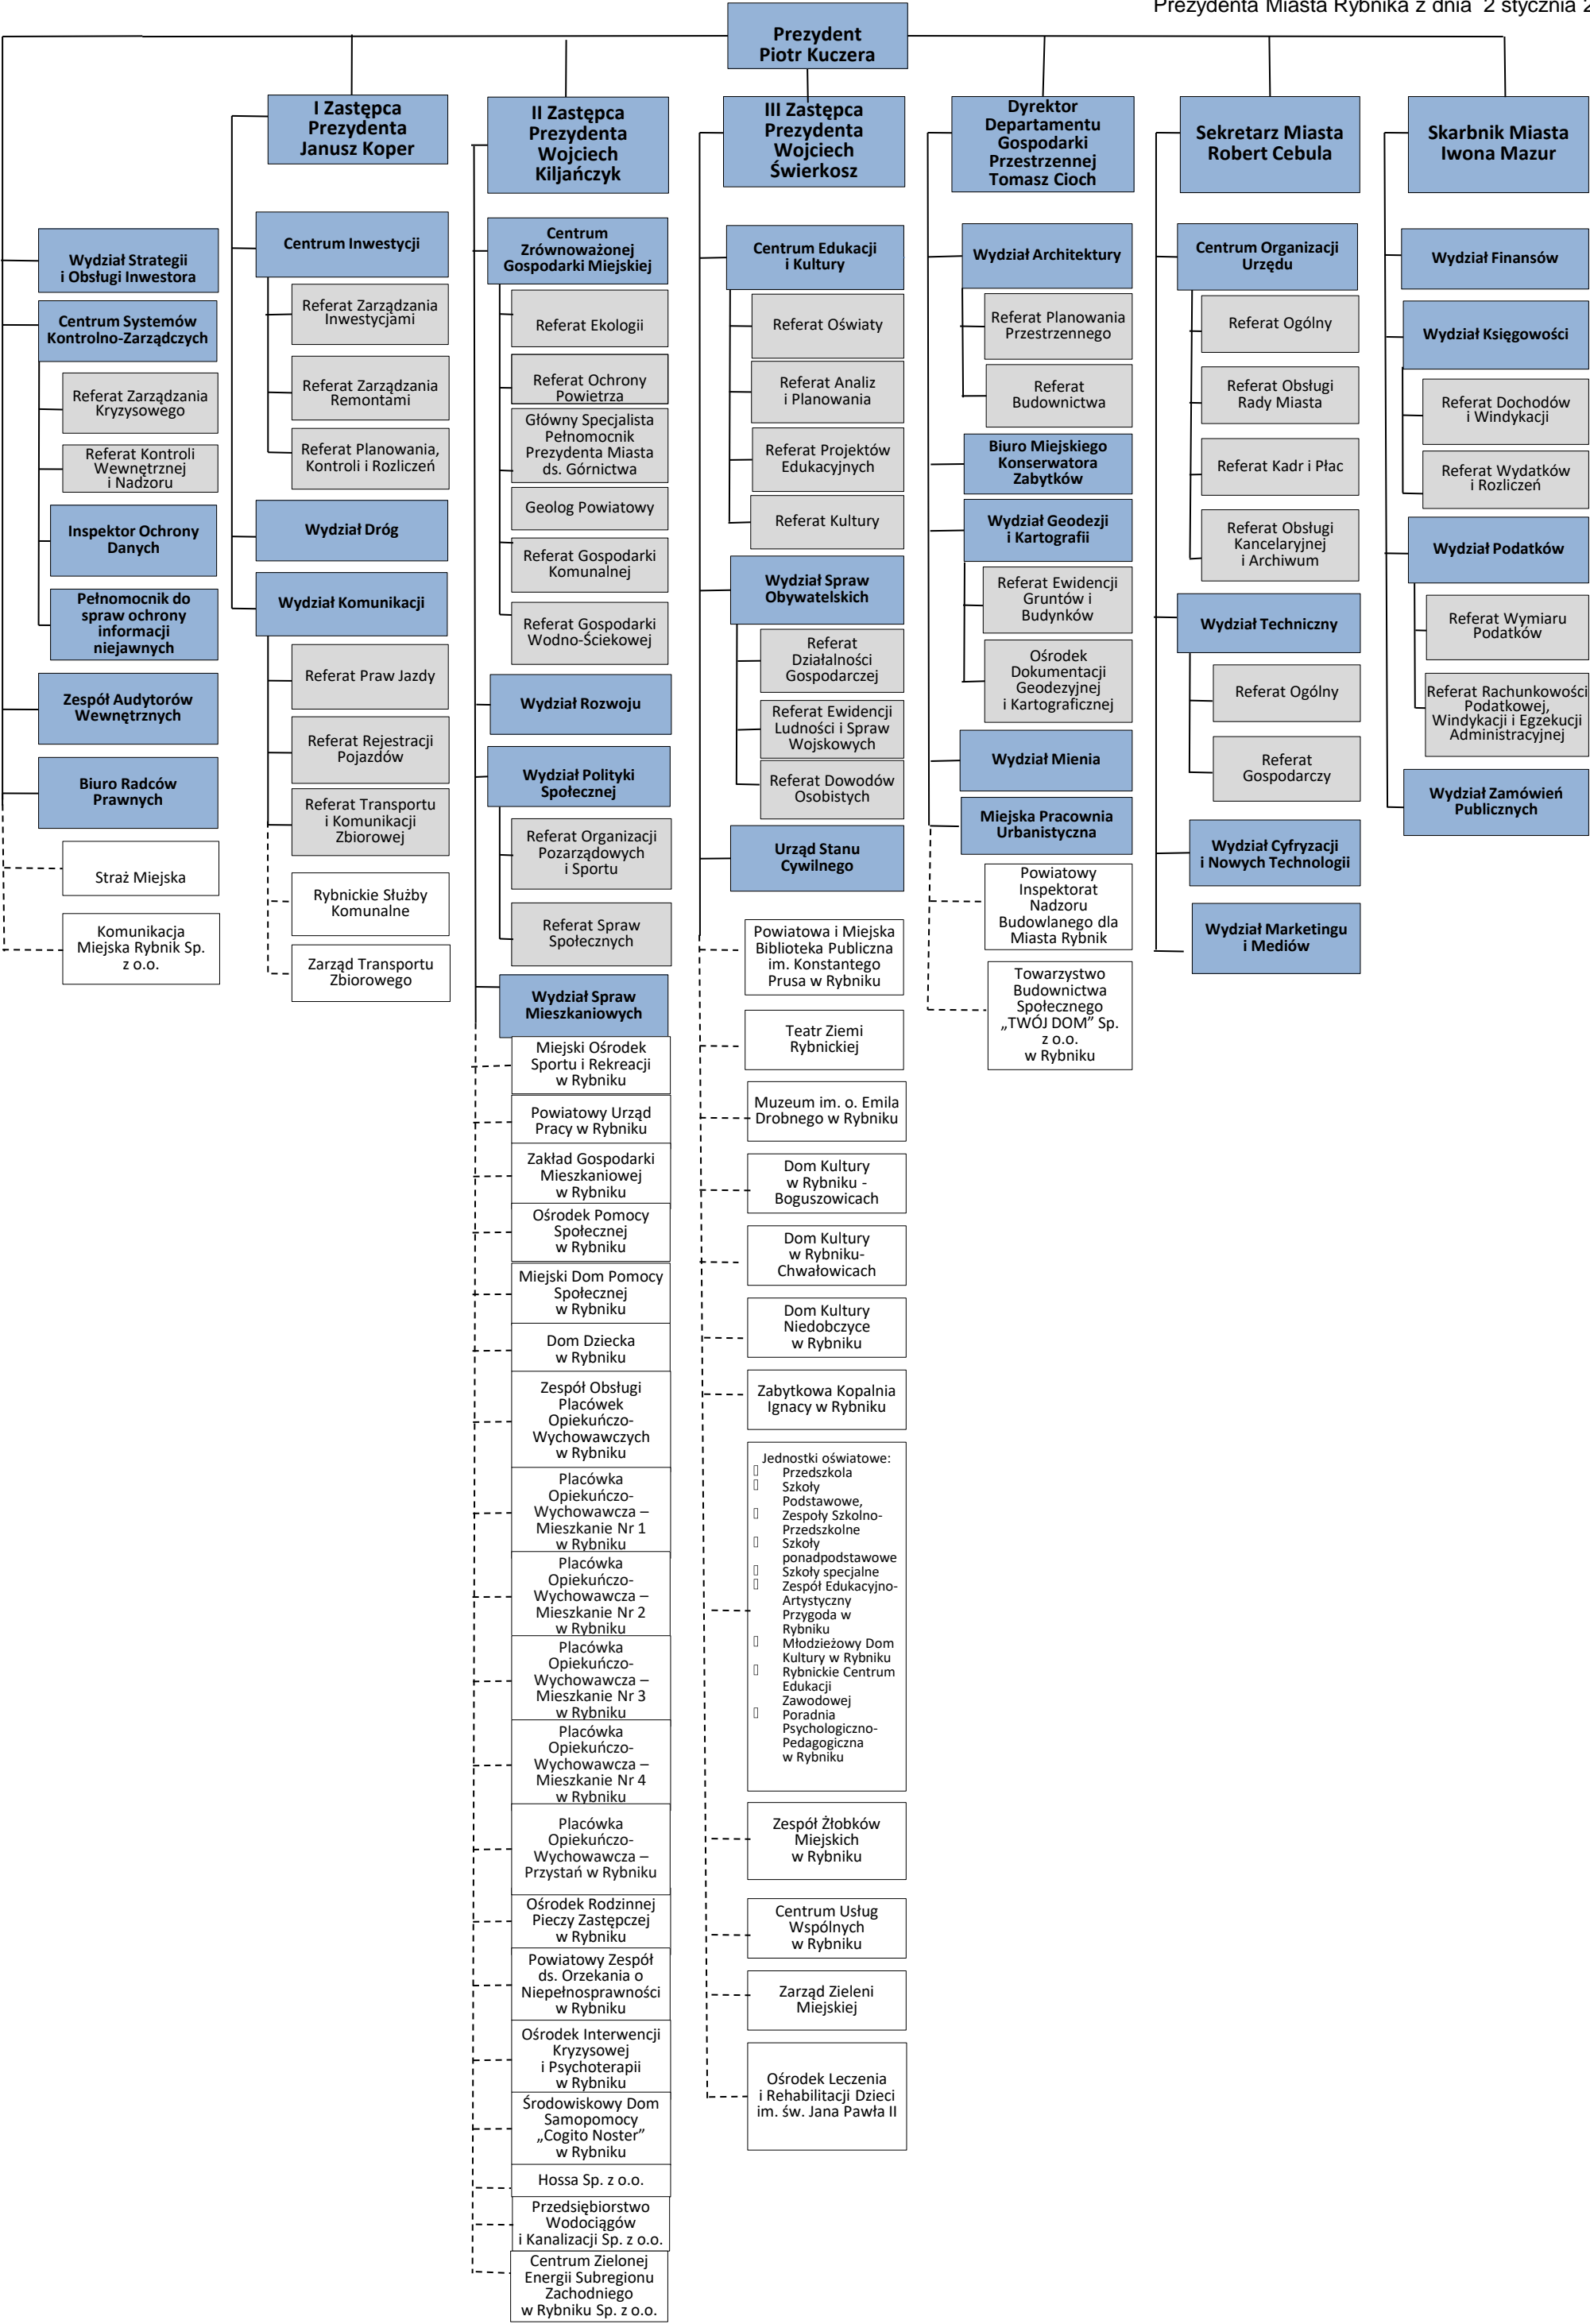 Prezydenta Miasta Rybnika z dnia  2 stycznia 2
Prezydent
Piotr Kuczera
I Zastępca
Prezydenta
Janusz Koper
II Zastępca
Prezydenta
Wojciech
Kiljańczyk
III Zastępca
Prezydenta
Wojciech
Świerkosz
Dyrektor
Departamentu
Gospodarki
Przestrzennej
Tomasz Cioch
Sekretarz Miasta
Robert Cebula
Skarbnik Miasta
Iwona Mazur
Wydział Strategii
i Obsługi Inwestora
Centrum Systemów
Kontrolno-Zarządczych
Referat Zarządzania
Kryzysowego
Referat Kontroli
Wewnętrznej
i Nadzoru
Inspektor Ochrony
Danych
Pełnomocnik do
spraw ochrony
informacji
niejawnych
Zespół Audytorów
Wewnętrznych
Biuro Radców
Prawnych
Straż Miejska
Komunikacja
Miejska Rybnik Sp.
z o.o.
Centrum Inwestycji
Referat Zarządzania
Inwestycjami
Referat Zarządzania
Remontami
Referat Planowania,
Kontroli i Rozliczeń
Wydział Dróg
Wydział Komunikacji
Referat Praw Jazdy
Referat Rejestracji
Pojazdów
Referat Transportu
i Komunikacji
Zbiorowej
Rybnickie Służby
Komunalne
Zarząd Transportu
Zbiorowego
Centrum
Zrównoważonej
Gospodarki Miejskiej
Referat Ekologii
Referat Ochrony
Powietrza
Główny Specjalista
Pełnomocnik
Prezydenta Miasta
ds. Górnictwa
Geolog Powiatowy
Referat Gospodarki
Komunalnej
Referat Gospodarki
Wodno-Ściekowej
Wydział Rozwoju
Wydział Polityki
Społecznej
Referat Organizacji
Pozarządowych
i Sportu
Referat Spraw
Społecznych
Wydział Spraw
Mieszkaniowych
Miejski Ośrodek
Sportu i Rekreacji
w Rybniku
Powiatowy Urząd
Pracy w Rybniku
Zakład Gospodarki
Mieszkaniowej
w Rybniku
Ośrodek Pomocy
Społecznej
w Rybniku
Miejski Dom Pomocy
Społecznej
w Rybniku
Dom Dziecka
w Rybniku
Zespół Obsługi
Placówek
Opiekuńczo-
Wychowawczych
w Rybniku
Placówka
Opiekuńczo-
Wychowawcza –
Mieszkanie Nr 1
w Rybniku
Placówka
Opiekuńczo-
Wychowawcza –
Mieszkanie Nr 2
w Rybniku
Placówka
Opiekuńczo-
Wychowawcza –
Mieszkanie Nr 3
w Rybniku
Placówka
Opiekuńczo-
Wychowawcza –
Mieszkanie Nr 4
w Rybniku
Placówka
Opiekuńczo-
Wychowawcza –
Przystań w Rybniku
Ośrodek Rodzinnej
Pieczy Zastępczej
w Rybniku
Powiatowy Zespół
ds. Orzekania o
Niepełnosprawności
w Rybniku
Ośrodek Interwencji
Kryzysowej
i Psychoterapii
w Rybniku
Środowiskowy Dom
Samopomocy
„Cogito Noster”
w Rybniku
Hossa Sp. z o.o.
Przedsiębiorstwo
Wodociągów
i Kanalizacji Sp. z o.o.
Centrum Zielonej
Energii Subregionu
Zachodniego
w Rybniku Sp. z o.o.
Centrum Edukacji
i Kultury
Referat Oświaty
Referat Analiz
i Planowania
Referat Projektów
Edukacyjnych
Referat Kultury
Wydział Spraw
Obywatelskich
Referat
Działalności
Gospodarczej
Referat Ewidencji
Ludności i Spraw
Wojskowych
Referat Dowodów
Osobistych
Urząd Stanu
Cywilnego
Powiatowa i Miejska
Biblioteka Publiczna
im. Konstantego
Prusa w Rybniku
Teatr Ziemi
Rybnickiej
Muzeum im. o. Emila
Drobnego w Rybniku
Dom Kultury
w Rybniku -
Boguszowicach
Dom Kultury
w Rybniku-
Chwałowicach
Dom Kultury
Niedobczyce
w Rybniku
Zabytkowa Kopalnia
Ignacy w Rybniku
Jednostki oświatowe:
Przedszkola
Szkoły
Podstawowe,
Zespoły Szkolno-
Przedszkolne
Szkoły
ponadpodstawowe
Szkoły specjalne
Zespół Edukacyjno-
Artystyczny
Przygoda w
Rybniku
Młodzieżowy Dom
Kultury w Rybniku
Rybnickie Centrum
Edukacji
Zawodowej
Poradnia
Psychologiczno-
Pedagogiczna
w Rybniku
Zespół Żłobków
Miejskich
w Rybniku
Centrum Usług
Wspólnych
w Rybniku
Zarząd Zieleni
Miejskiej
Ośrodek Leczenia
i Rehabilitacji Dzieci
im. św. Jana Pawła II
Wydział Architektury
Referat Planowania
Przestrzennego
Referat
Budownictwa
Biuro Miejskiego
Konserwatora
Zabytków
Wydział Geodezji
i Kartografii
Referat Ewidencji
Gruntów i
Budynków
Ośrodek
Dokumentacji
Geodezyjnej
i Kartograficznej
Wydział Mienia
Miejska Pracownia
Urbanistyczna
Powiatowy
Inspektorat
Nadzoru
Budowlanego dla
Miasta Rybnik
Towarzystwo
Budownictwa
Społecznego
„TWÓJ DOM” Sp.
z o.o.
w Rybniku
Centrum Organizacji
Urzędu
Referat Ogólny
Referat Obsługi
Rady Miasta
Referat Kadr i Płac
Referat Obsługi
Kancelaryjnej
i Archiwum
Wydział Techniczny
Referat Ogólny
Referat
Gospodarczy
Wydział Cyfryzacji
i Nowych Technologii
Wydział Marketingu
i Mediów
Wydział Finansów
Wydział Księgowości
Referat Dochodów
i Windykacji
Referat Wydatków
i Rozliczeń
Wydział Podatków
Referat Wymiaru
Podatków
Referat Rachunkowości
Podatkowej,
Windykacji i Egzekucji
Administracyjnej
Wydział Zamówień
Publicznych